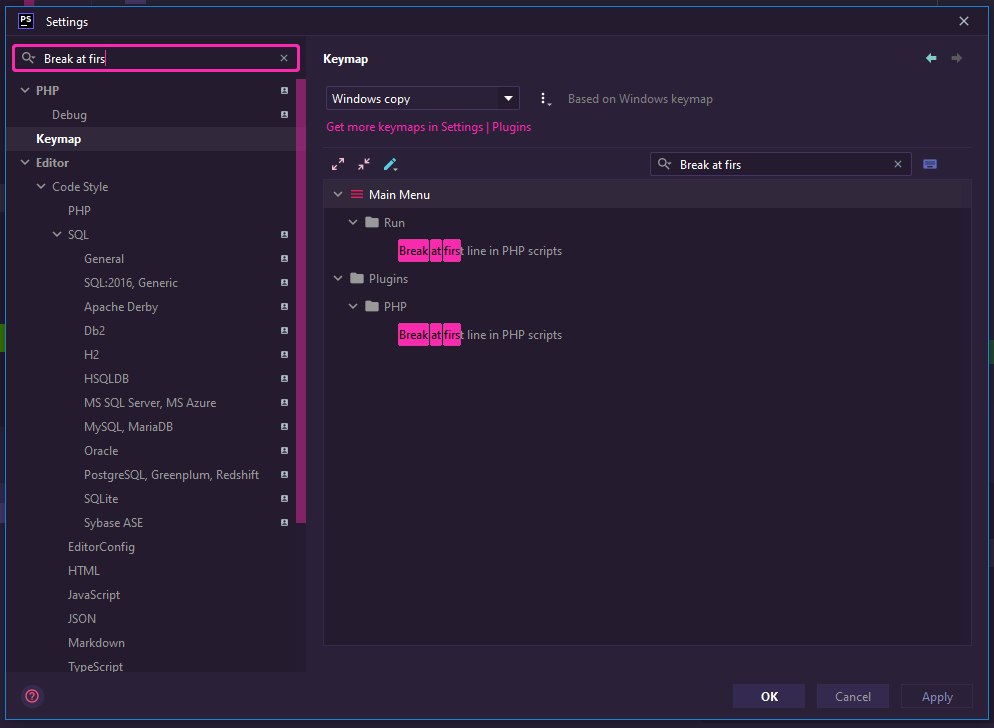 PS Settings
Break at firs
PHP
Debug
Keymap
Editor
Code Style
PHP
SQL
General
SQL:2016, Generic
Apache Derby
Db2
H2
HSQLDB
MS SQL Server, MS Azure
MySQL, MariaDB
Oracle
PostgreSQL, Greenplum, Redshift
SQLite
Sybase ASE
EditorConfig
HTML
JavaScript
JSON
Markdown
TypeScript
Keymap
Windows copy
Based on Windows keymap
Get more keymaps in Settings | Plugins
Break at firs
Main Menu
Run
Break at first line in PHP scripts
Plugins
PHP
Break at first line in PHP scripts
?
OK
Cancel
Apply